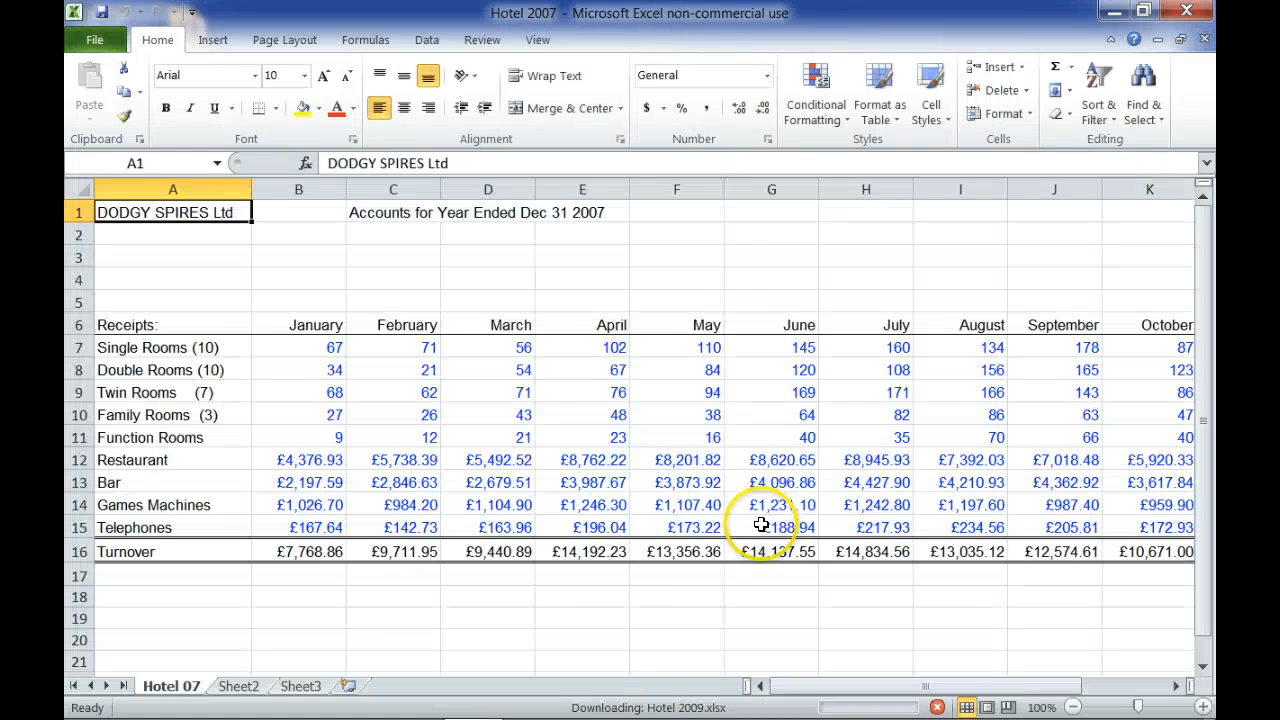 Hotel 2007 - Microsoft Excel non-commercial use
File Home Insert Page Layout Formulas Data Review View
Paste
Arial 10
B I U A
Wrap Text
Merge & Center
General
$ % ,
Conditional Formatting
Format as Table
Cell Styles
Insert
Delete
Format
Σ
Sort & Filter
Find & Select
Clipboard Font Alignment Number Styles Cells Editing
A1 fx DODGY SPIRES Ltd
A B C D E F G H I J K
1 DODGY SPIRES Ltd Accounts for Year Ended Dec 31 2007
2
3
4
5
6 Receipts: January February March April May June July August September October
7 Single Rooms (10) 67 71 56 102 110 145 160 134 178 87
8 Double Rooms (10) 34 21 54 67 84 120 108 156 165 123
9 Twin Rooms (7) 68 62 71 76 94 169 171 166 143 86
10 Family Rooms (3) 27 26 43 48 38 64 82 86 63 47
11 Function Rooms 9 12 21 23 16 40 35 70 66 40
12 Restaurant £4,376.93 £5,738.39 £5,492.52 £8,762.22 £8,201.82 £8,620.65 £8,945.93 £7,392.03 £7,018.48 £5,920.33
13 Bar £2,197.59 £2,846.63 £2,679.51 £3,987.67 £3,873.92 £4,096.86 £4,427.90 £4,210.93 £4,362.92 £3,617.84
14 Games Machines £1,026.70 £984.20 £1,104.90 £1,246.30 £1,107.40 £1,231.10 £1,242.80 £1,197.60 £987.40 £959.90
15 Telephones £167.64 £142.73 £163.96 £196.04 £173.22 £188.94 £217.93 £234.56 £205.81 £172.93
16 Turnover £7,768.86 £9,711.95 £9,440.89 £14,192.23 £13,356.36 £14,137.55 £14,834.56 £13,035.12 £12,574.61 £10,671.00
17
18
19
20
21
Hotel 07 Sheet2 Sheet3
Ready Downloading: Hotel 2009.xlsx 100%